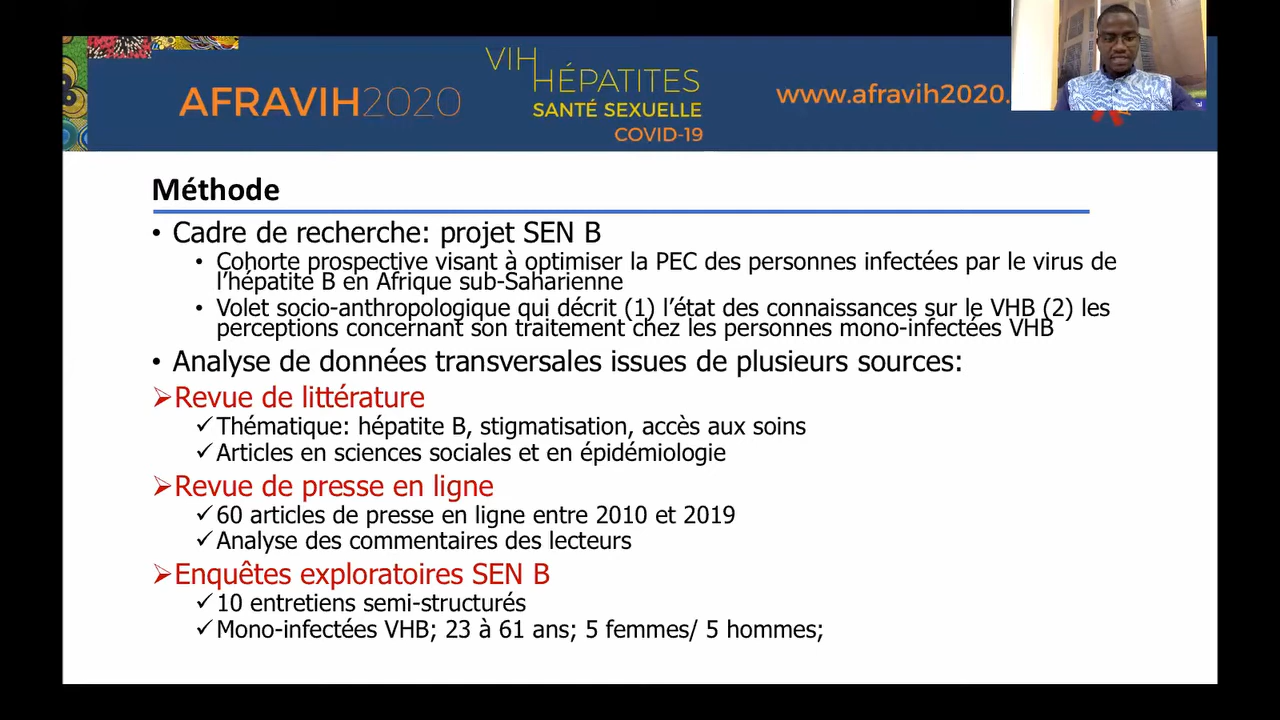 VIH
HÉPATITES
AFRAVIH2020
SANTÉ SEXUELLE
COVID-19
www.afravih2020.
Méthode
• Cadre de recherche: projet SEN B
• Cohorte prospective visant à optimiser la PEC des personnes infectées par le virus de
l’hépatite B en Afrique sub-Saharienne
• Volet socio-anthropologique qui décrit (1) l’état des connaissances sur le VHB (2) les
perceptions concernant son traitement chez les personnes mono-infectées VHB
• Analyse de données transversales issues de plusieurs sources:
➢Revue de littérature
✓Thématique: hépatite B, stigmatisation, accès aux soins
✓Articles en sciences sociales et en épidémiologie
➢Revue de presse en ligne
✓60 articles de presse en ligne entre 2010 et 2019
✓Analyse des commentaires des lecteurs
➢Enquêtes exploratoires SEN B
✓10 entretiens semi-structurés
✓Mono-infectées VHB; 23 à 61 ans; 5 femmes/ 5 hommes;